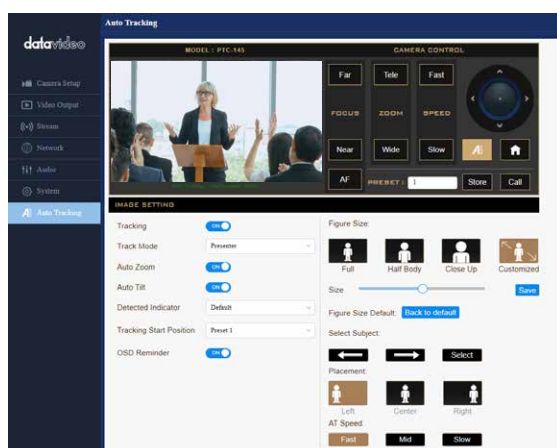 Auto Tracking
datavideo
MODEL : PTC-145
CAMERA CONTROL
Far
Tele
Fast
FOCUS
ZOOM
SPEED
Near
Wide
Slow
AF
PRESET :
1
Store
Call
Camera Setup
Video Output
Stream
Network
Audio
System
Auto Tracking
IMAGE SETTING
Tracking
ON
Track Mode
Presenter
Auto Zoom
ON
Auto Tilt
ON
Detected Indicator
Default
Tracking Start Position
Preset 1
OSD Reminder
ON
Figure Size:
Full
Half Body
Close Up
Customized
Size
Save
Figure Size Default:
Back to default
Select Subject:
Select
Placement:
Left
Center
Right
AT Speed:
Fast
Mid
Slow